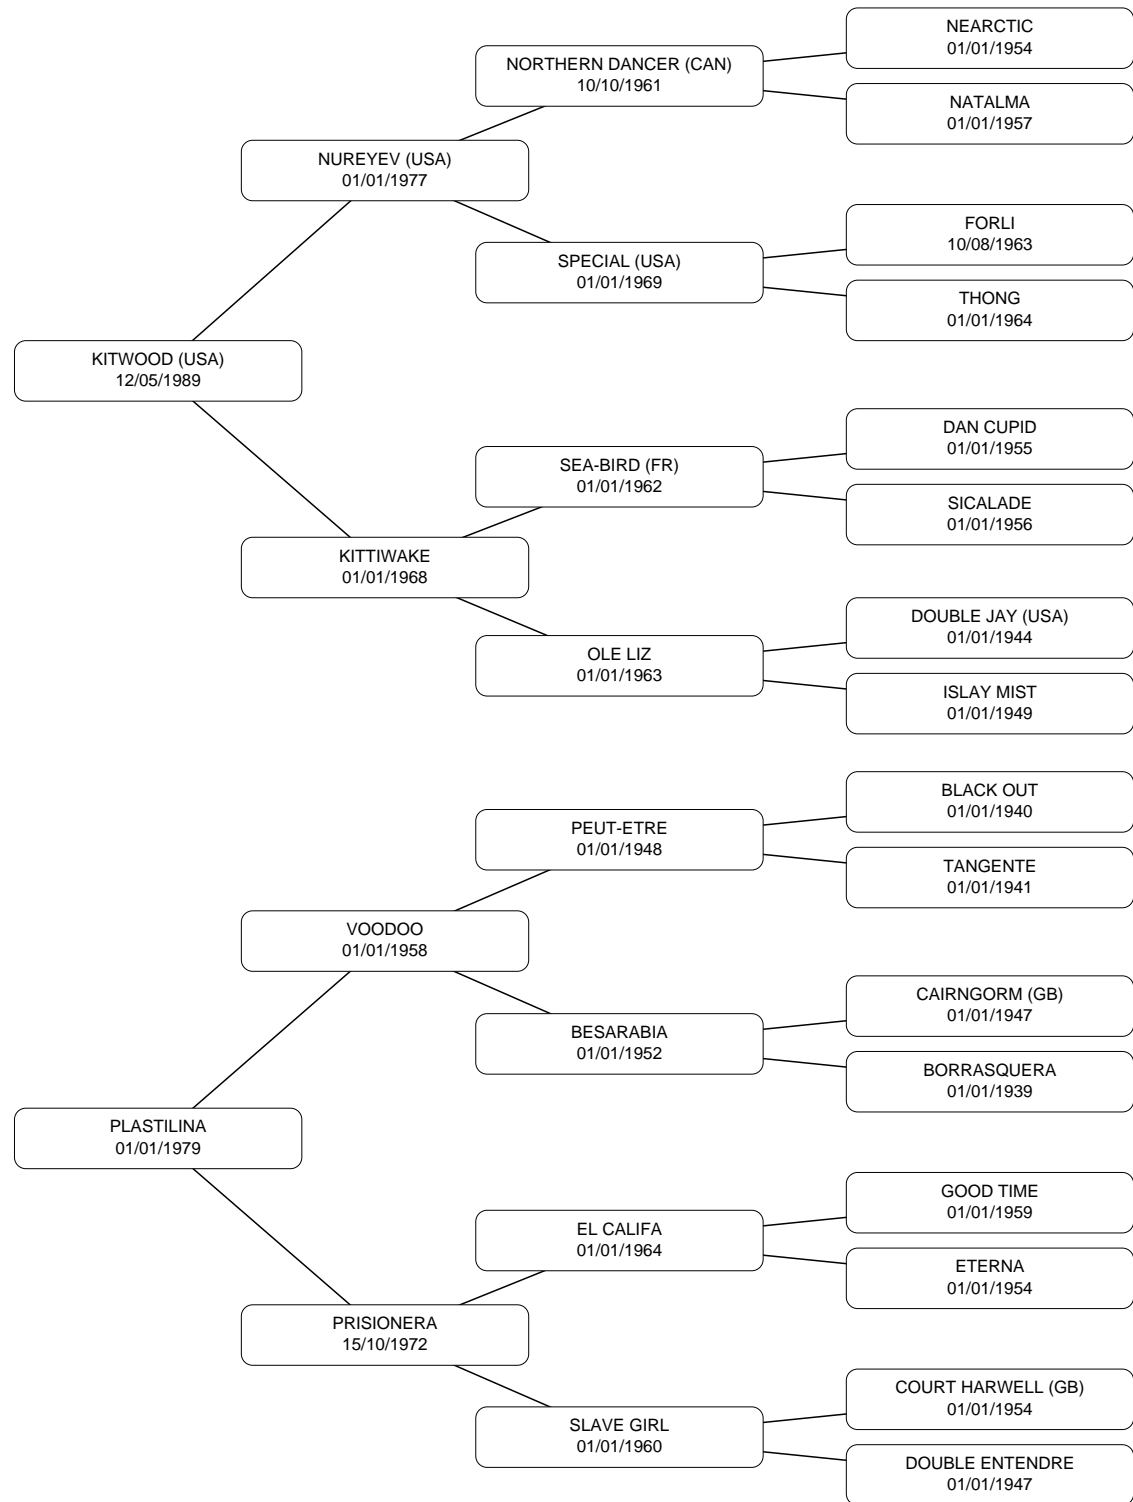 NEARCTIC
01/01/1954
NORTHERN DANCER (CAN)
10/10/1961
NATALMA
01/01/1957
NUREYEV (USA)
01/01/1977
FORLI
10/08/1963
SPECIAL (USA)
01/01/1969
THONG
01/01/1964
KITWOOD (USA)
12/05/1989
DAN CUPID
01/01/1955
SEA-BIRD (FR)
01/01/1962
SICALADE
01/01/1956
KITTIWAKE
01/01/1968
DOUBLE JAY (USA)
01/01/1944
OLE LIZ
01/01/1963
ISLAY MIST
01/01/1949
BLACK OUT
01/01/1940
PEUT-ETRE
01/01/1948
TANGENTE
01/01/1941
VOODOO
01/01/1958
CAIRNGORM (GB)
01/01/1947
BESARABIA
01/01/1952
BORRASQUERA
01/01/1939
PLASTILINA
01/01/1979
GOOD TIME
01/01/1959
EL CALIFA
01/01/1964
ETERNA
01/01/1954
PRISIONERA
15/10/1972
COURT HARWELL (GB)
01/01/1954
SLAVE GIRL
01/01/1960
DOUBLE ENTENDRE
01/01/1947